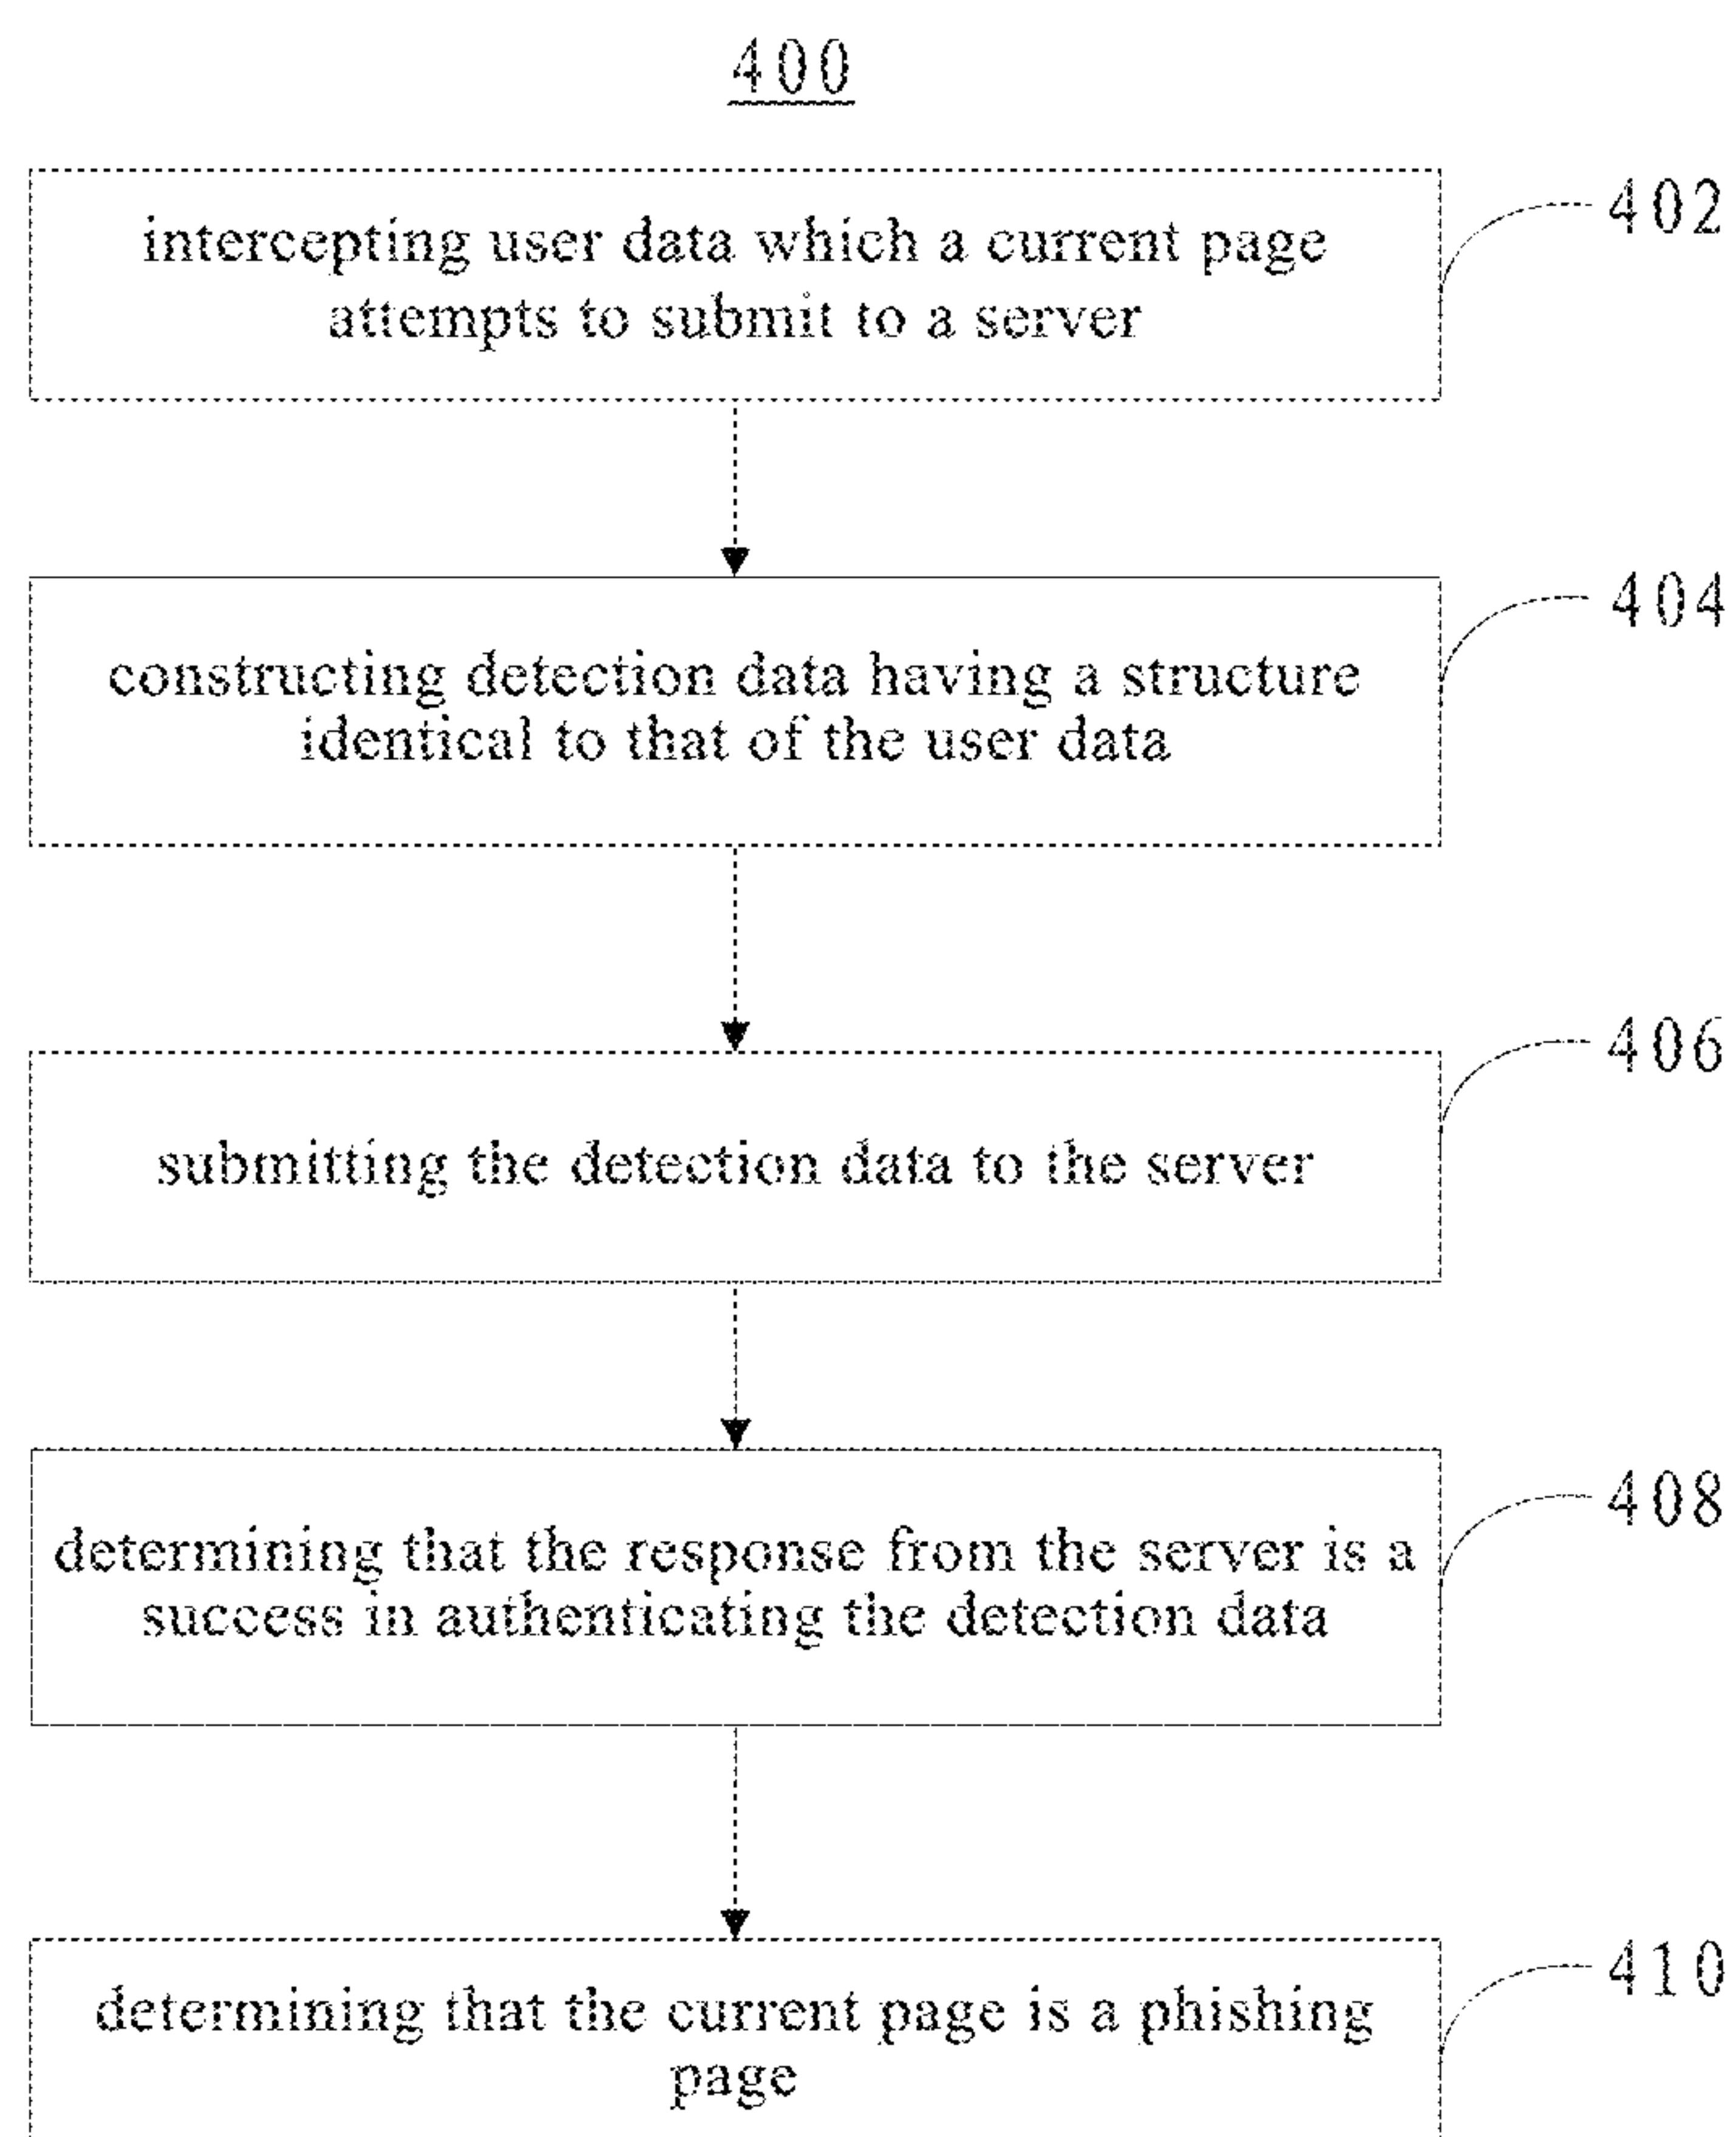 400
402
intercepting user data which a current page
attempts to submit to a server
404
constructing detection data having a structure
identical to that of the user data
406
submitting the detection data to the server
408
determining that the response from the server is a
success in authenticating the detection data
410
determining that the current page is a phishing
page